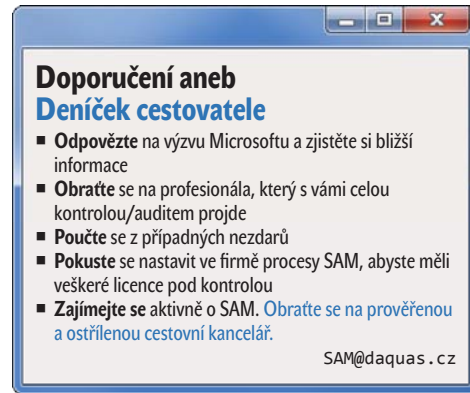 Doporučení aneb
Deníček cestovatele
▪ Odpovězte na výzvu Microsoftu a zjistěte si bližší
informace
▪ Obraťte se na profesionála, který s vámi celou
kontrolou/auditem projde
▪ Poučte se z případných nezdarů
▪ Pokuste se nastavit ve firmě procesy SAM, abyste měli
veškeré licence pod kontrolou
▪ Zajímejte se aktivně o SAM. Obraťte se na prověřenou
a ostřílenou cestovní kancelář.
SAM@daquas.cz